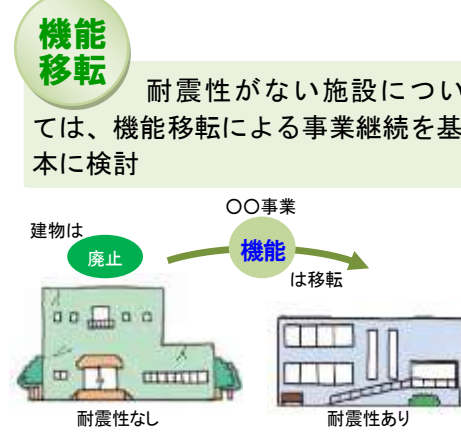 機能
移転
耐震性がない施設につい
ては、機能移転による事業継続を基
本に検討
〇〇事業
建物は
廃止
機能
は移転
耐震性なし
耐震性あり